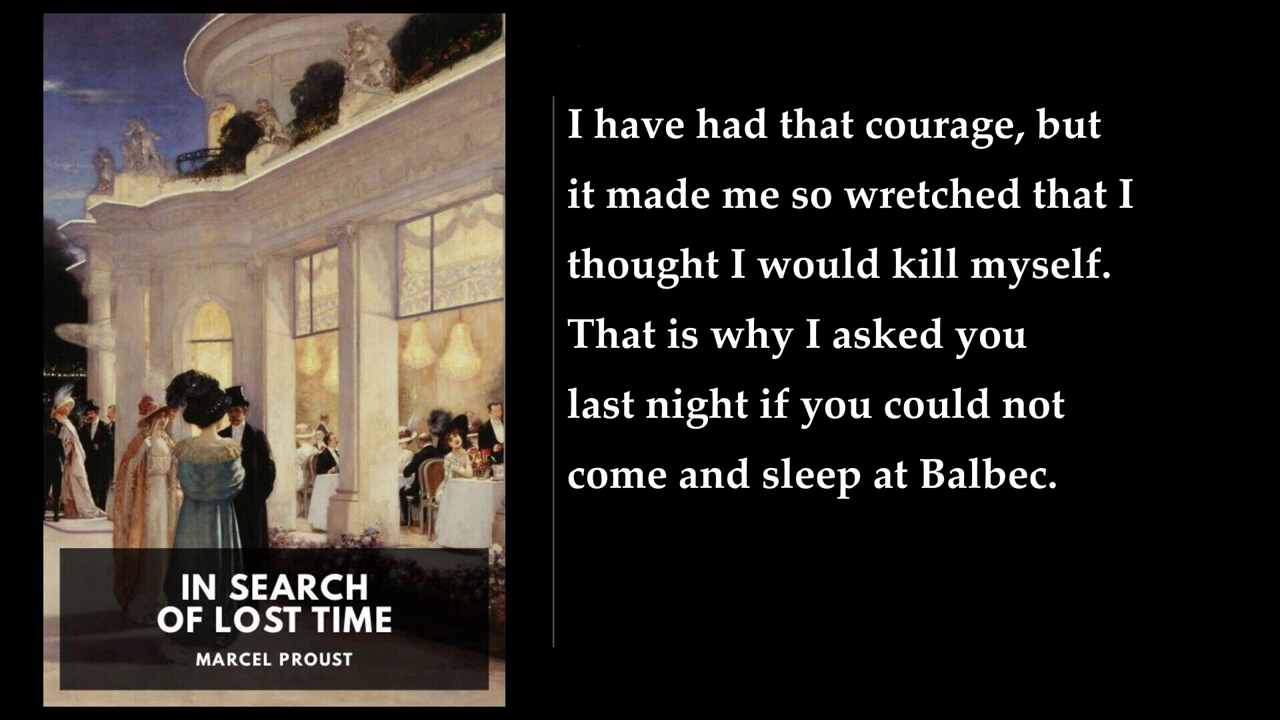 I have had that courage, but
it made me so wretched that I
thought I would kill myself.
That is why I asked you
last night if you could not
come and sleep at Balbec.
IN SEARCH
OF LOST TIME
MARCEL PROUST